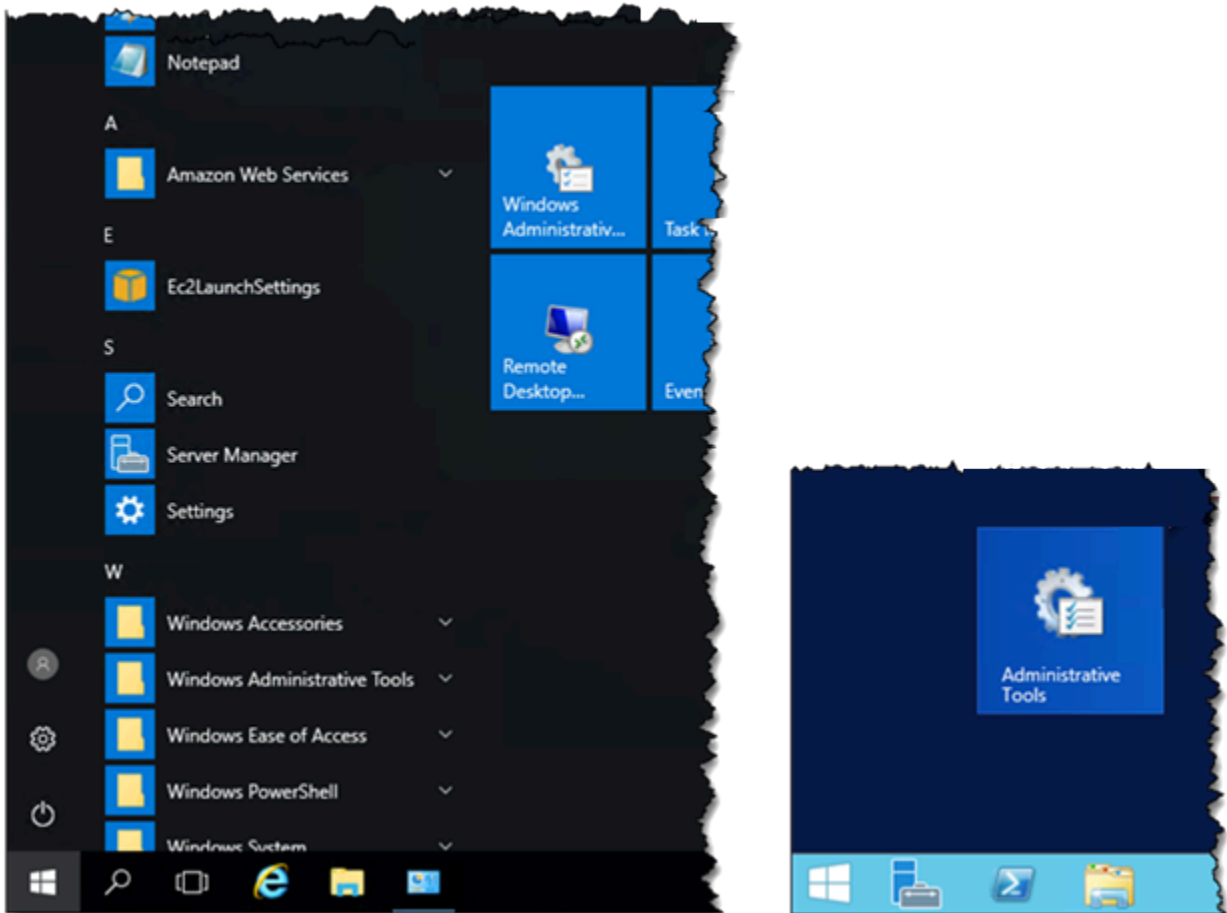 Notepad
A
Amazon Web Services
E
Ec2LaunchSettings
S
Search
Server Manager
Settings
W
Windows Accessories
Windows Administrative Tools
Windows Ease of Access
Windows PowerShell
Windows System
Windows
Administrativ...
Task
Remote
Desktop...
Even
Administrative
Tools